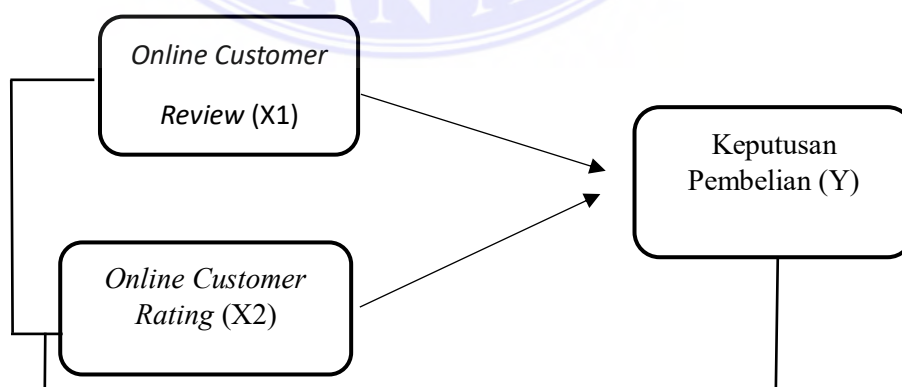 Online Customer
Review (X1)
Keputusan
Pembelian (Y)
Online Customer
Rating (X2)